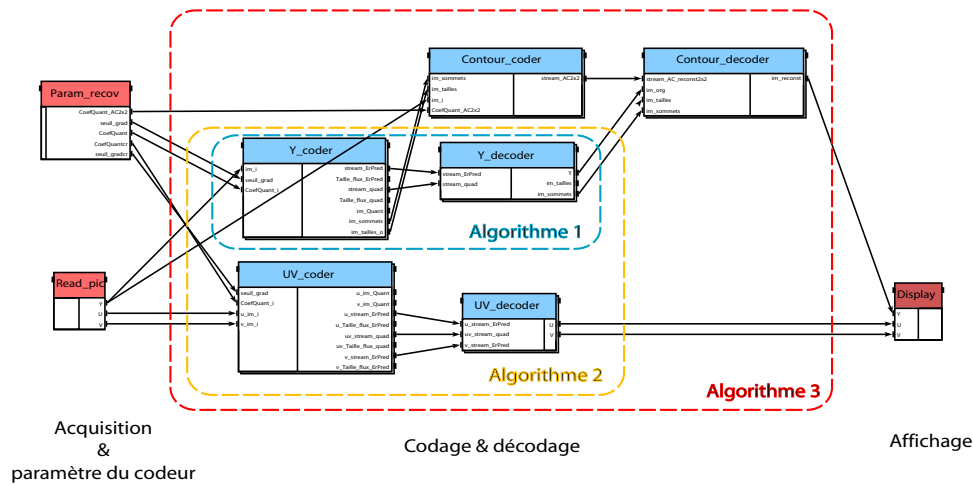 Contour_coder
im_sommets
stream_AC2x2
im_tailles
im_i
CoefQuant_AC2x2
Contour_decoder
stream_AC_reconst2x2
im_reconst
im_org
im_tailles
im_sommets
Param_recov
CoefQuant_AC2x2
seuil_grad
CoefQuant
CoefQuantcr
seuil_gradcr
Y_coder
im_i
stream_ErPred
seuil_grad
Taille_flux_ErPred
CoefQuant_i
stream_quad
Taille_flux_quad
im_Quant
im_sommets
im_tailles_o
Y_decoder
stream_ErPred
Y
stream_quad
im_tailles
im_sommets
Algorithme 1
Read_pic
Y
U
V
UV_coder
seuil_grad
u_im_Quant
CoefQuant_i
v_im_Quant
u_im_i
u_stream_ErPred
v_im_i
u_Taille_flux_ErPred
uv_stream_quad
uv_Taille_flux_quad
v_stream_ErPred
v_Taille_flux_ErPred
UV_decoder
u_stream_ErPred
U
uv_stream_quad
V
v_stream_ErPred
Display
Y
U
V
Algorithme 2
Algorithme 3
Acquisition
&
paramètre du codeur
Codage & décodage
Affichage